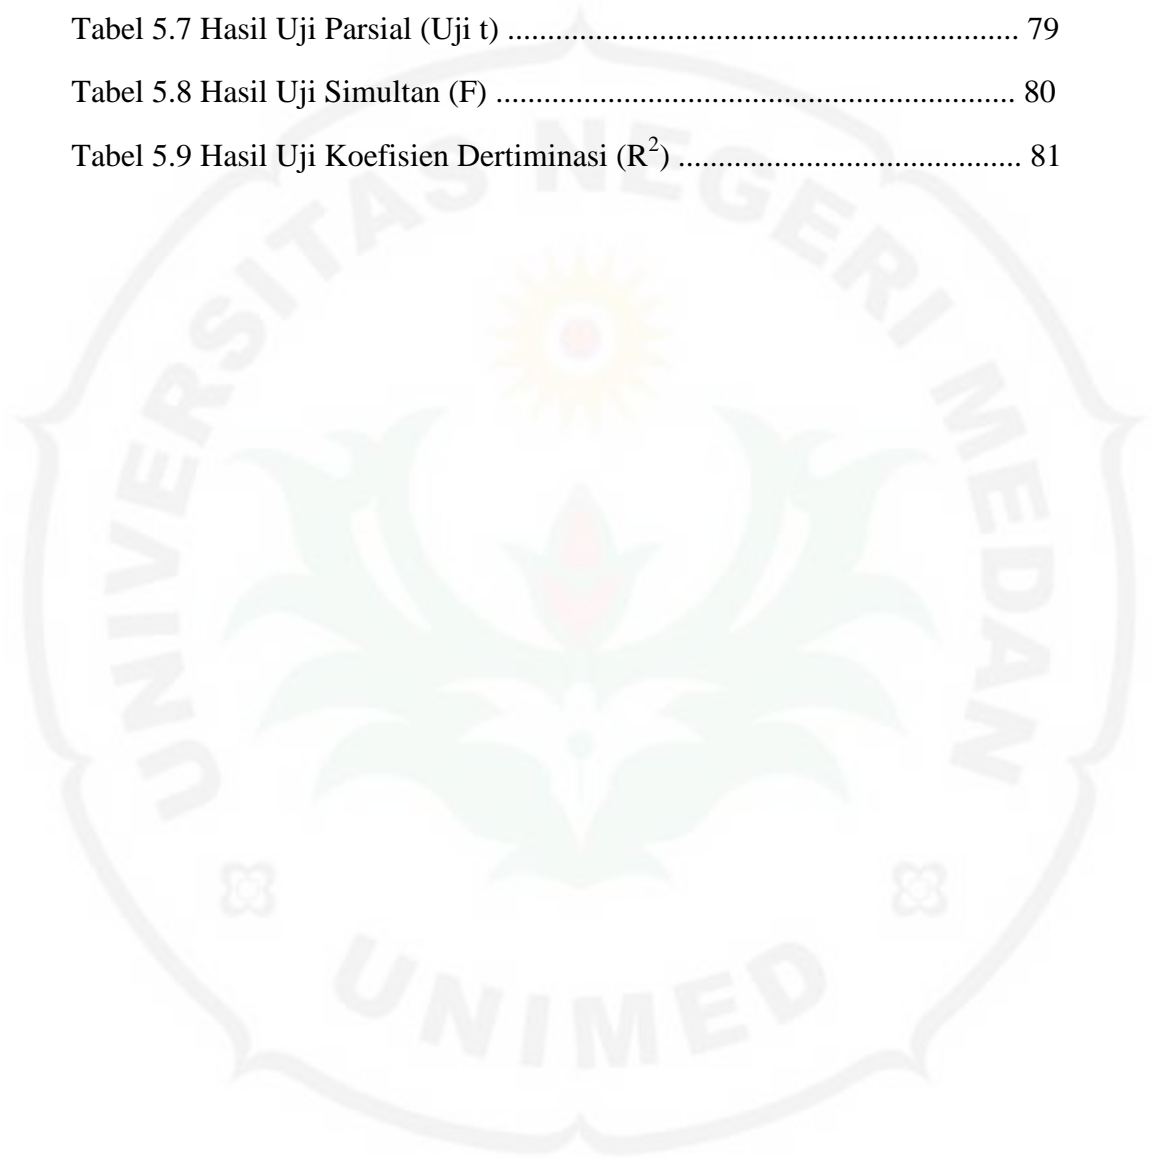 Tabel 5.7 Hasil Uji Parsial (Uji t) ................................................................ 79
Tabel 5.8 Hasil Uji Simultan (F) ................................................................. 80
Tabel 5.9 Hasil Uji Koefisien Dertiminasi (R²) ........................................... 81
UNIVERSITAS NEGERI MEDAN
UNIMED